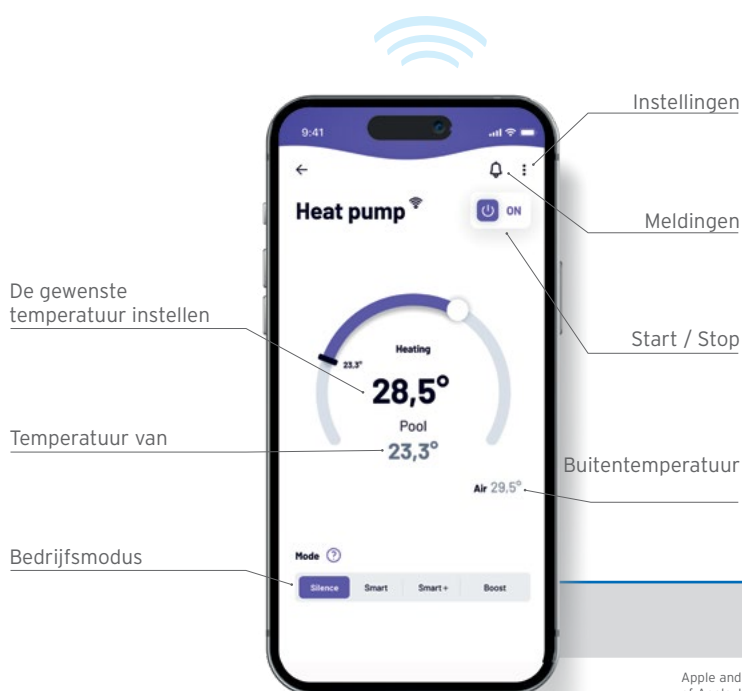 Instellingen
9:41
Meldingen
Heat pump
ON
De gewenste
temperatuur instellen
Start / Stop
Heating
23,3°
28,5°
Pool
23,3°
Temperatuur van
Buitentemperatuur
Air 29,5°
Bedrijfsmodus
Mode ?
Silence Smart Smart+ Boost
Apple and